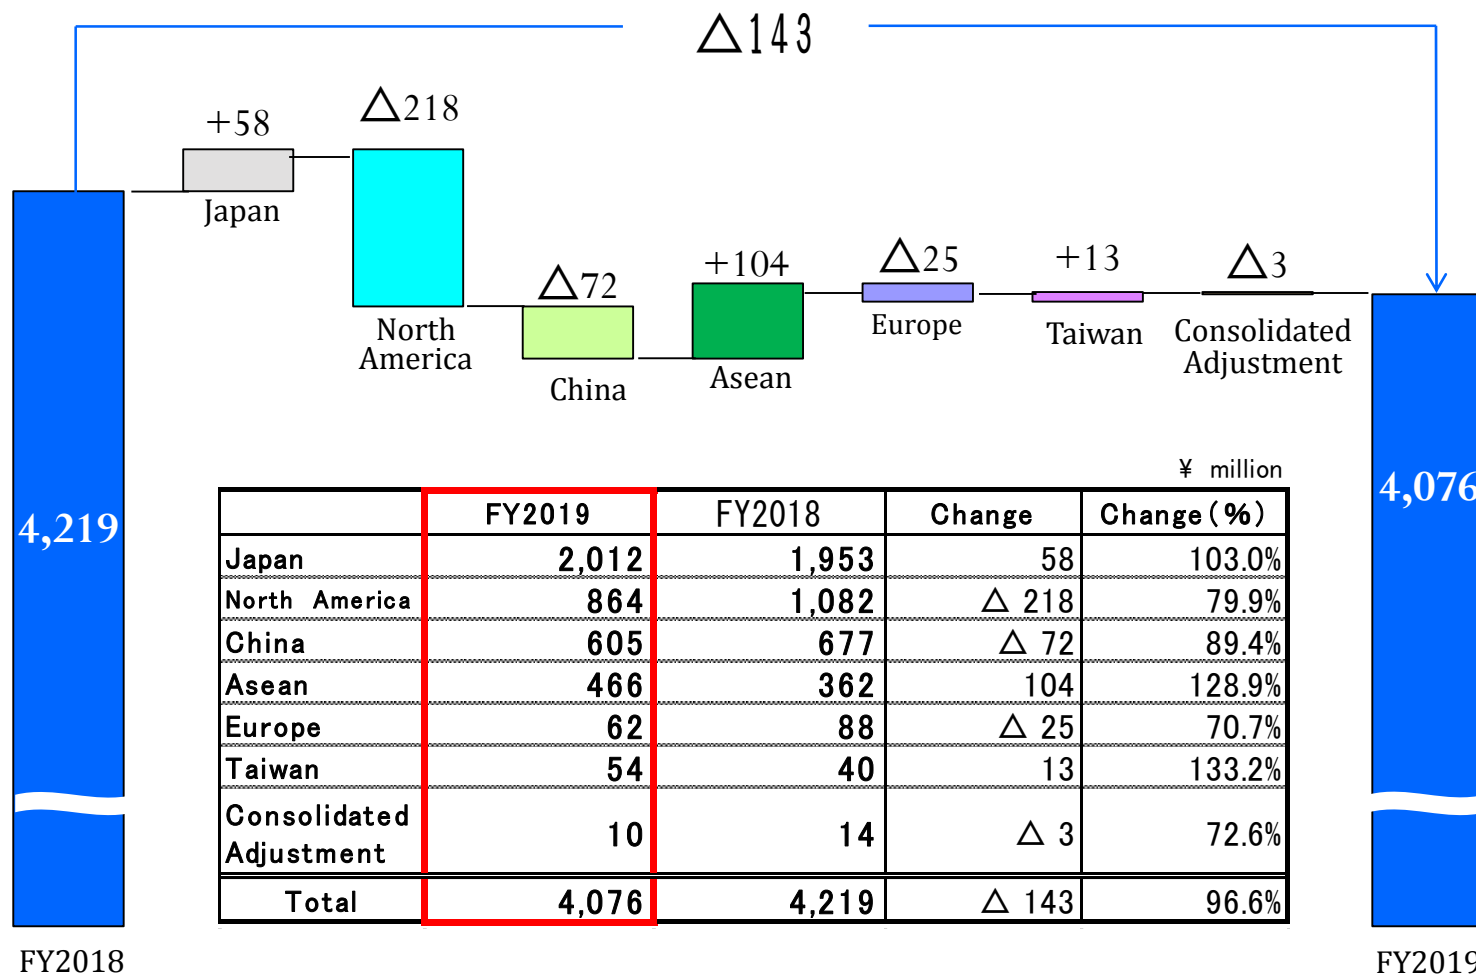 △143
+58
△218
Japan
North
America
△72
China
+104
Asean
△25
Europe
+13
Taiwan
△3
Consolidated
Adjustment
4,219
4,076
FY2018
FY2019
¥ million
FY2019 FY2018 Change Change(%)
Japan 2,012 1,953 58 103.0%
North America 864 1,082 △ 218 79.9%
China 605 677 △ 72 89.4%
Asean 466 362 104 128.9%
Europe 62 88 △ 25 70.7%
Taiwan 54 40 13 133.2%
Consolidated
Adjustment 10 14 △ 3 72.6%
Total 4,076 4,219 △ 143 96.6%